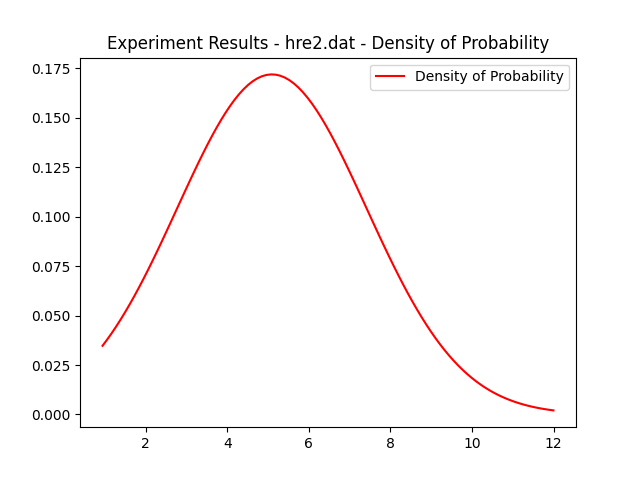 Experiment Results - hre2.dat - Density of Probability
Density of Probability
0.175
0.150
0.125
0.100
0.075
0.050
0.025
0.000
2 4 6 8 10 12